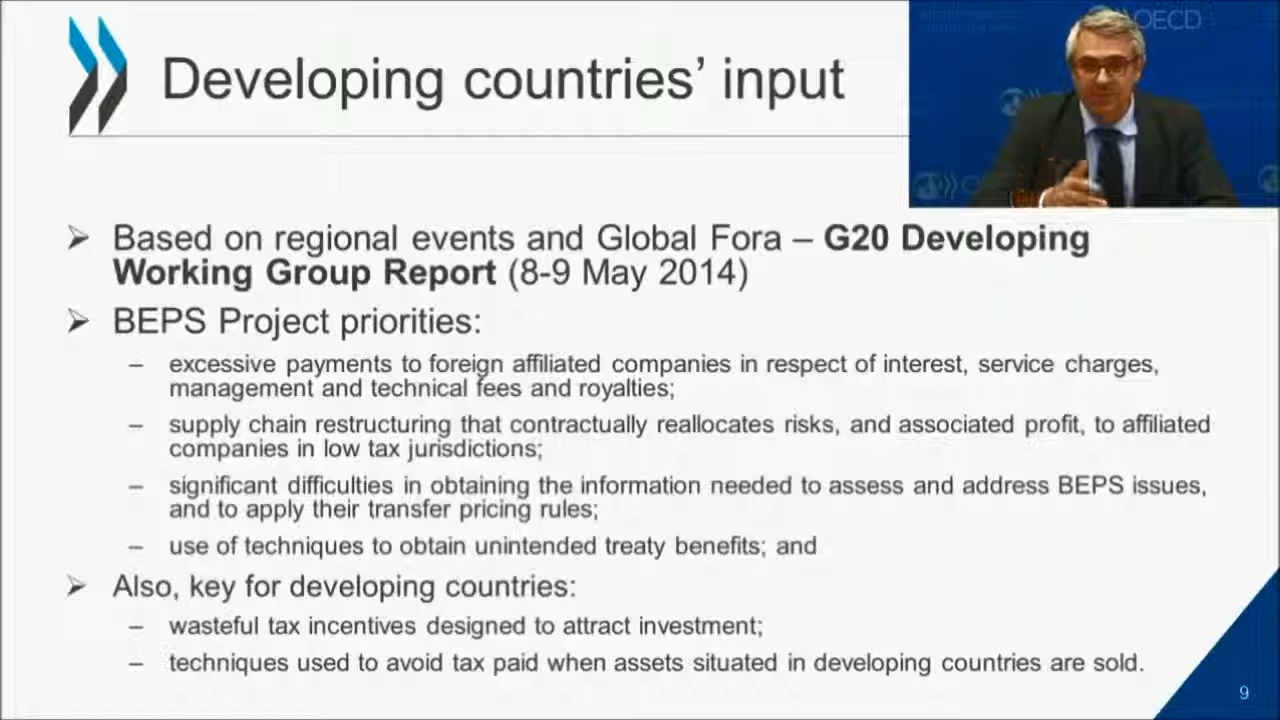 OECD
Developing countries’ input
➢ Based on regional events and Global Fora – G20 Developing
Working Group Report (8-9 May 2014)
➢ BEPS Project priorities:
– excessive payments to foreign affiliated companies in respect of interest, service charges,
management and technical fees and royalties;
– supply chain restructuring that contractually reallocates risks, and associated profit, to affiliated
companies in low tax jurisdictions;
– significant difficulties in obtaining the information needed to assess and address BEPS issues,
and to apply their transfer pricing rules;
– use of techniques to obtain unintended treaty benefits; and
➢ Also, key for developing countries:
– wasteful tax incentives designed to attract investment;
– techniques used to avoid tax paid when assets situated in developing countries are sold.
9